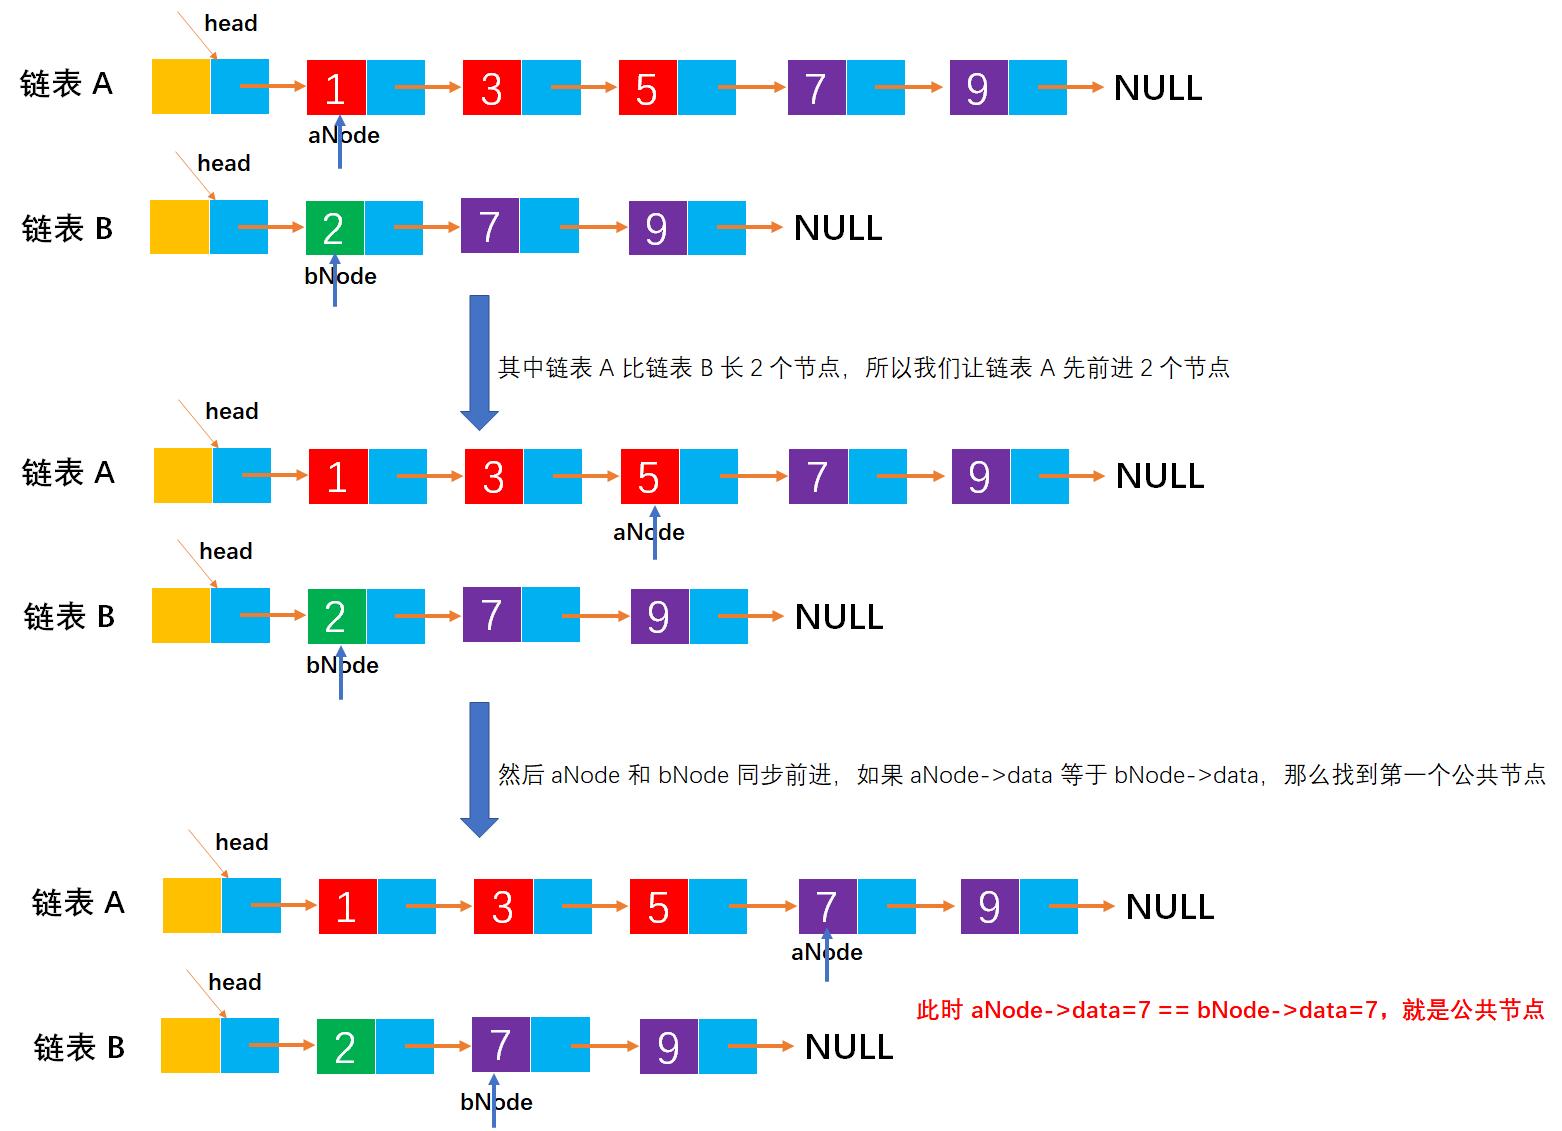 head
链表 A 1 3 5 7 9 NULL
aNode
head
链表 B 2 7 9 NULL
bNode
其中链表 A 比链表 B 长 2 个节点，所以我们让链表 A 先前进 2 个节点
head
链表 A 1 3 5 7 9 NULL
aNode
head
链表 B 2 7 9 NULL
bNode
然后 aNode 和 bNode 同步前进，如果 aNode->data 等于 bNode->data，那么找到第一个公共节点
head
链表 A 1 3 5 7 9 NULL
aNode
head
此时 aNode->data=7 == bNode->data=7，就是公共节点
链表 B 2 7 9 NULL
bNode